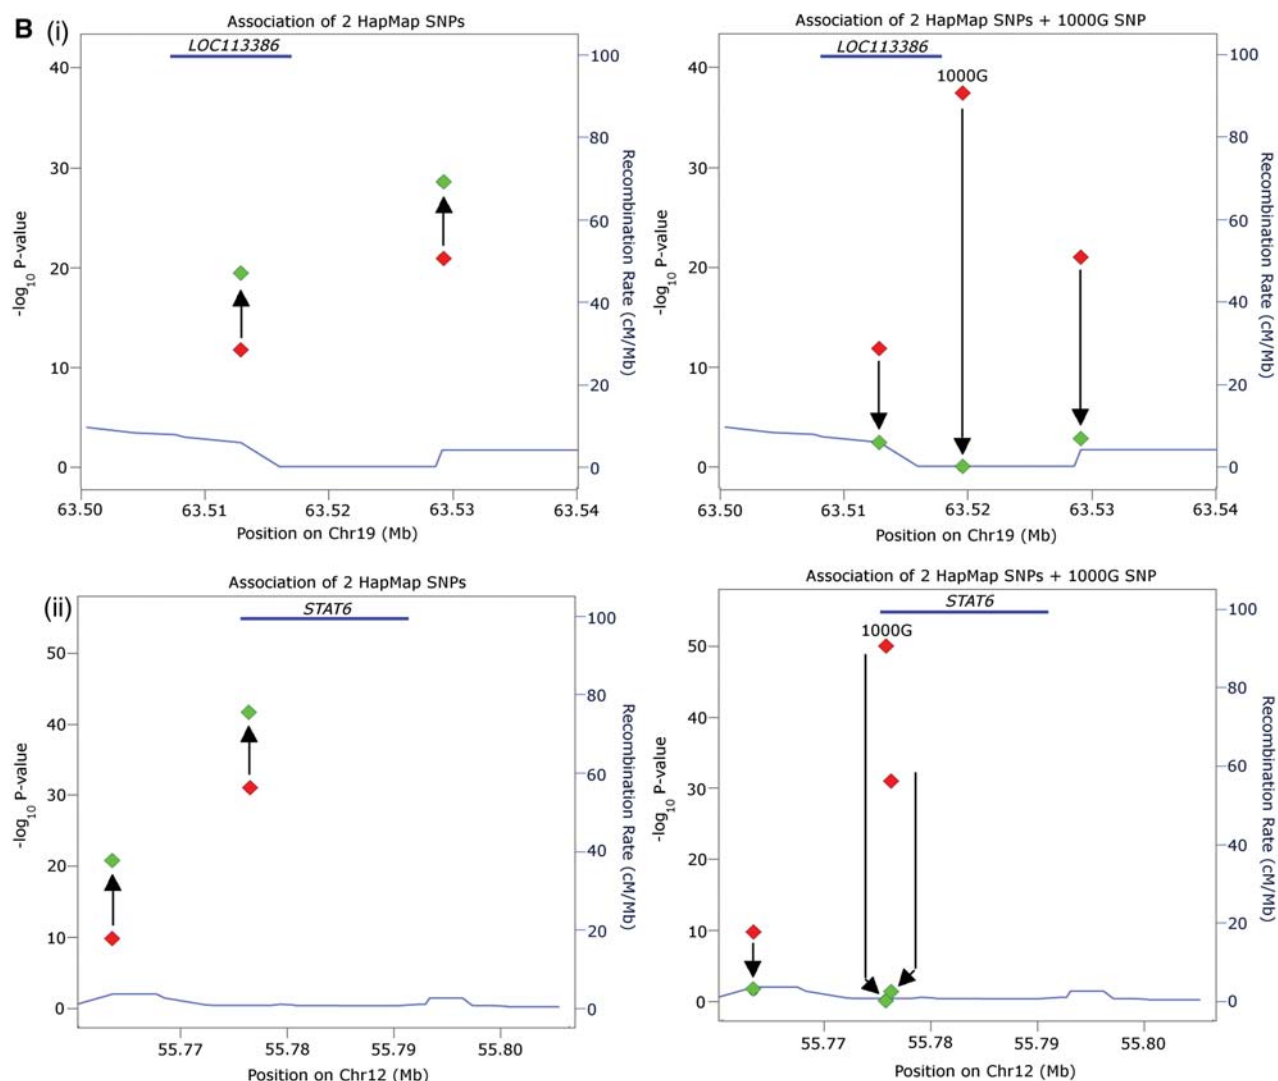 B (i)
Association of 2 HapMap SNPs
LOC113386
40
30
20
10
0
-log10 P-value
100
80
60
40
20
0
Recombination Rate (cM/Mb)
63.50 63.51 63.52 63.53 63.54
Position on Chr19 (Mb)
Association of 2 HapMap SNPs + 1000G SNP
LOC113386
1000G
40
30
20
10
0
-log10 P-value
100
80
60
40
20
0
Recombination Rate (cM/Mb)
63.50 63.51 63.52 63.53 63.54
Position on Chr19 (Mb)
(ii)
Association of 2 HapMap SNPs
STAT6
50
40
30
20
10
0
-log10 P-value
100
80
60
40
20
0
Recombination Rate (cM/Mb)
55.77 55.78 55.79 55.80
Position on Chr12 (Mb)
Association of 2 HapMap SNPs + 1000G SNP
STAT6
1000G
50
40
30
20
10
0
-log10 P-value
100
80
60
40
20
0
Recombination Rate (cM/Mb)
55.77 55.78 55.79 55.80
Position on Chr12 (Mb)